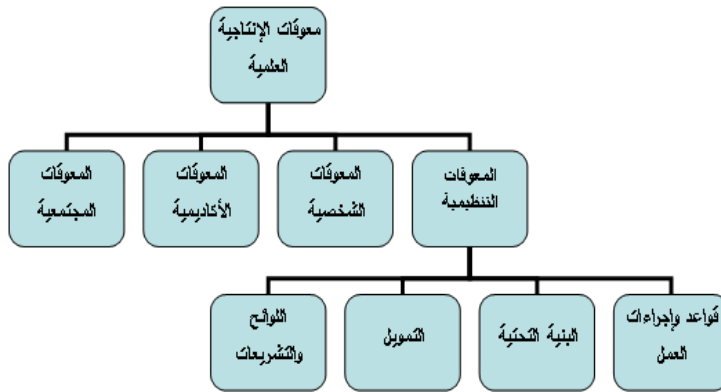 معوقات الإنتاجية
العلمية
المعوقات
التنظيمية
المعوقات
الشخصية
المعوقات
الأكاديمية
المعوقات
المجتمعية
قواعد وإجراءات
العمل
البنية التحتية
التمويل
اللوائح
والتشريعات